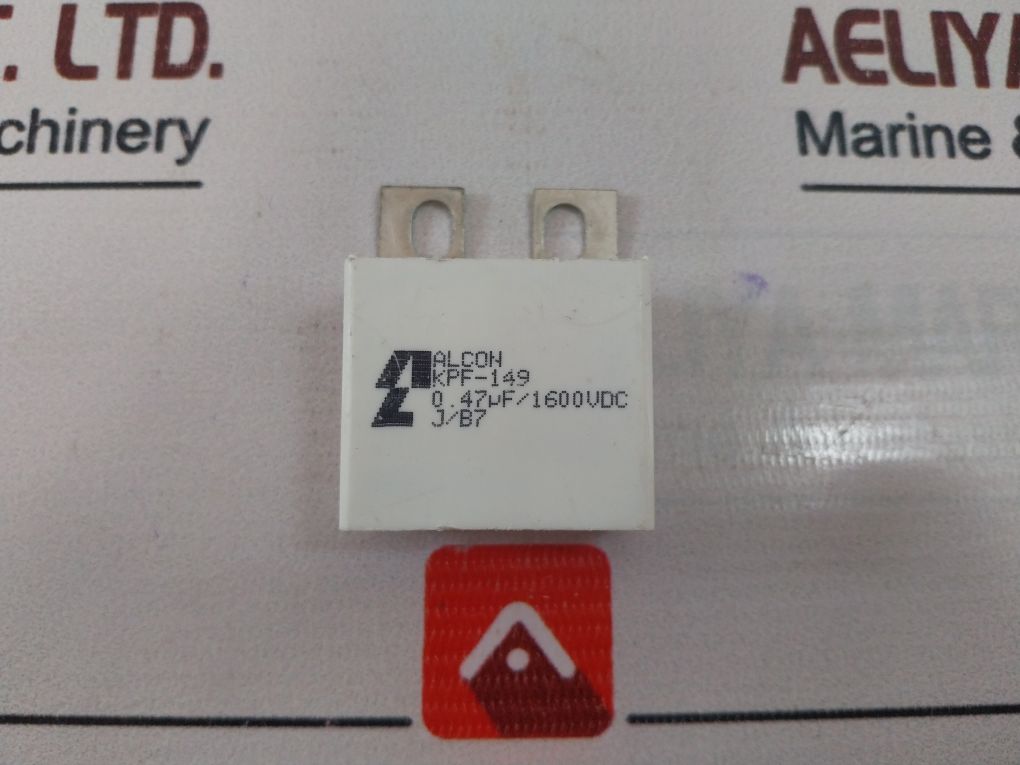 . LTD.
chinery
AELIY
Marine &
ALCON
KPF-149
0.47µF/1600VDC
J/B7